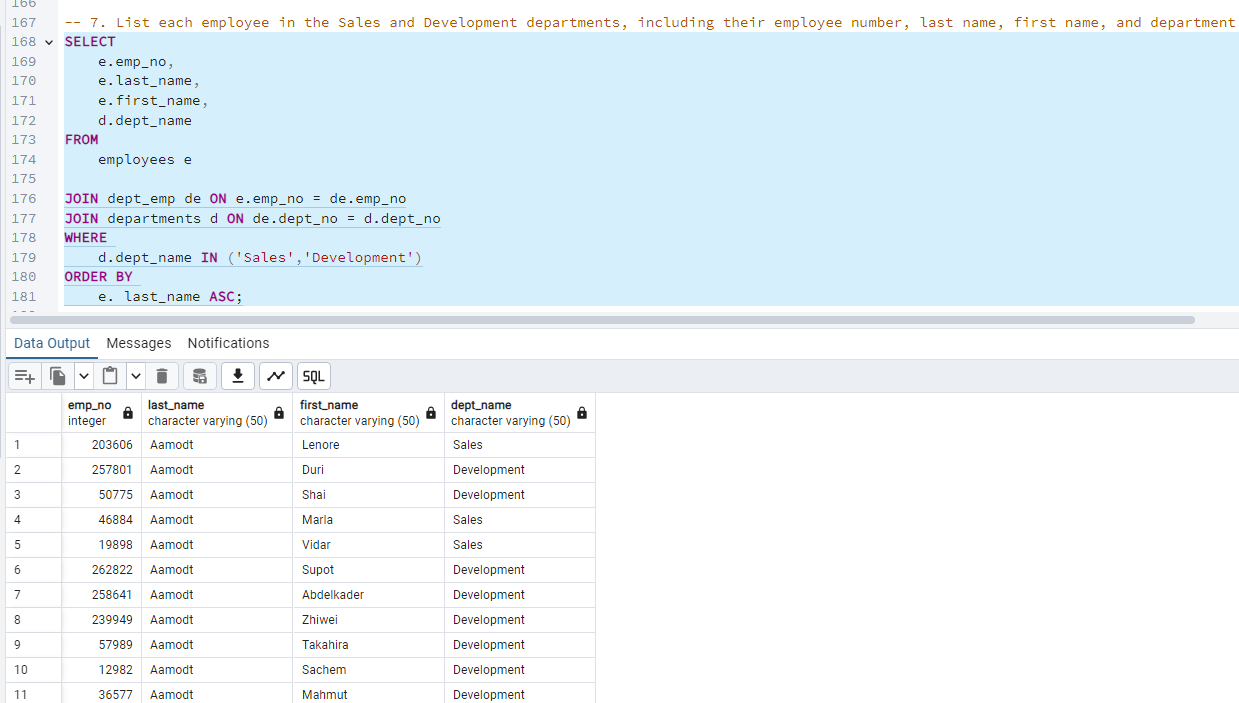 166
167 -- 7. List each employee in the Sales and Development departments, including their employee number, last name, first name, and department
168 SELECT
169 e.emp_no,
170 e.last_name,
171 e.first_name,
172 d.dept_name
173 FROM
174 employees e
175
176 JOIN dept_emp de ON e.emp_no = de.emp_no
177 JOIN departments d ON de.dept_no = d.dept_no
178 WHERE
179 d.dept_name IN ('Sales','Development')
180 ORDER BY
181 e. last_name ASC;
Data Output Messages Notifications
SQL
emp_no last_name first_name dept_name
integer character varying (50) character varying (50) character varying (50)
1 203606 Aamodt Lenore Sales
2 257801 Aamodt Duri Development
3 50775 Aamodt Shai Development
4 46884 Aamodt Marla Sales
5 19898 Aamodt Vidar Sales
6 262822 Aamodt Supot Development
7 258641 Aamodt Abdelkader Development
8 239949 Aamodt Zhiwei Development
9 57989 Aamodt Takahira Development
10 12982 Aamodt Sachem Development
11 36577 Aamodt Mahmut Development